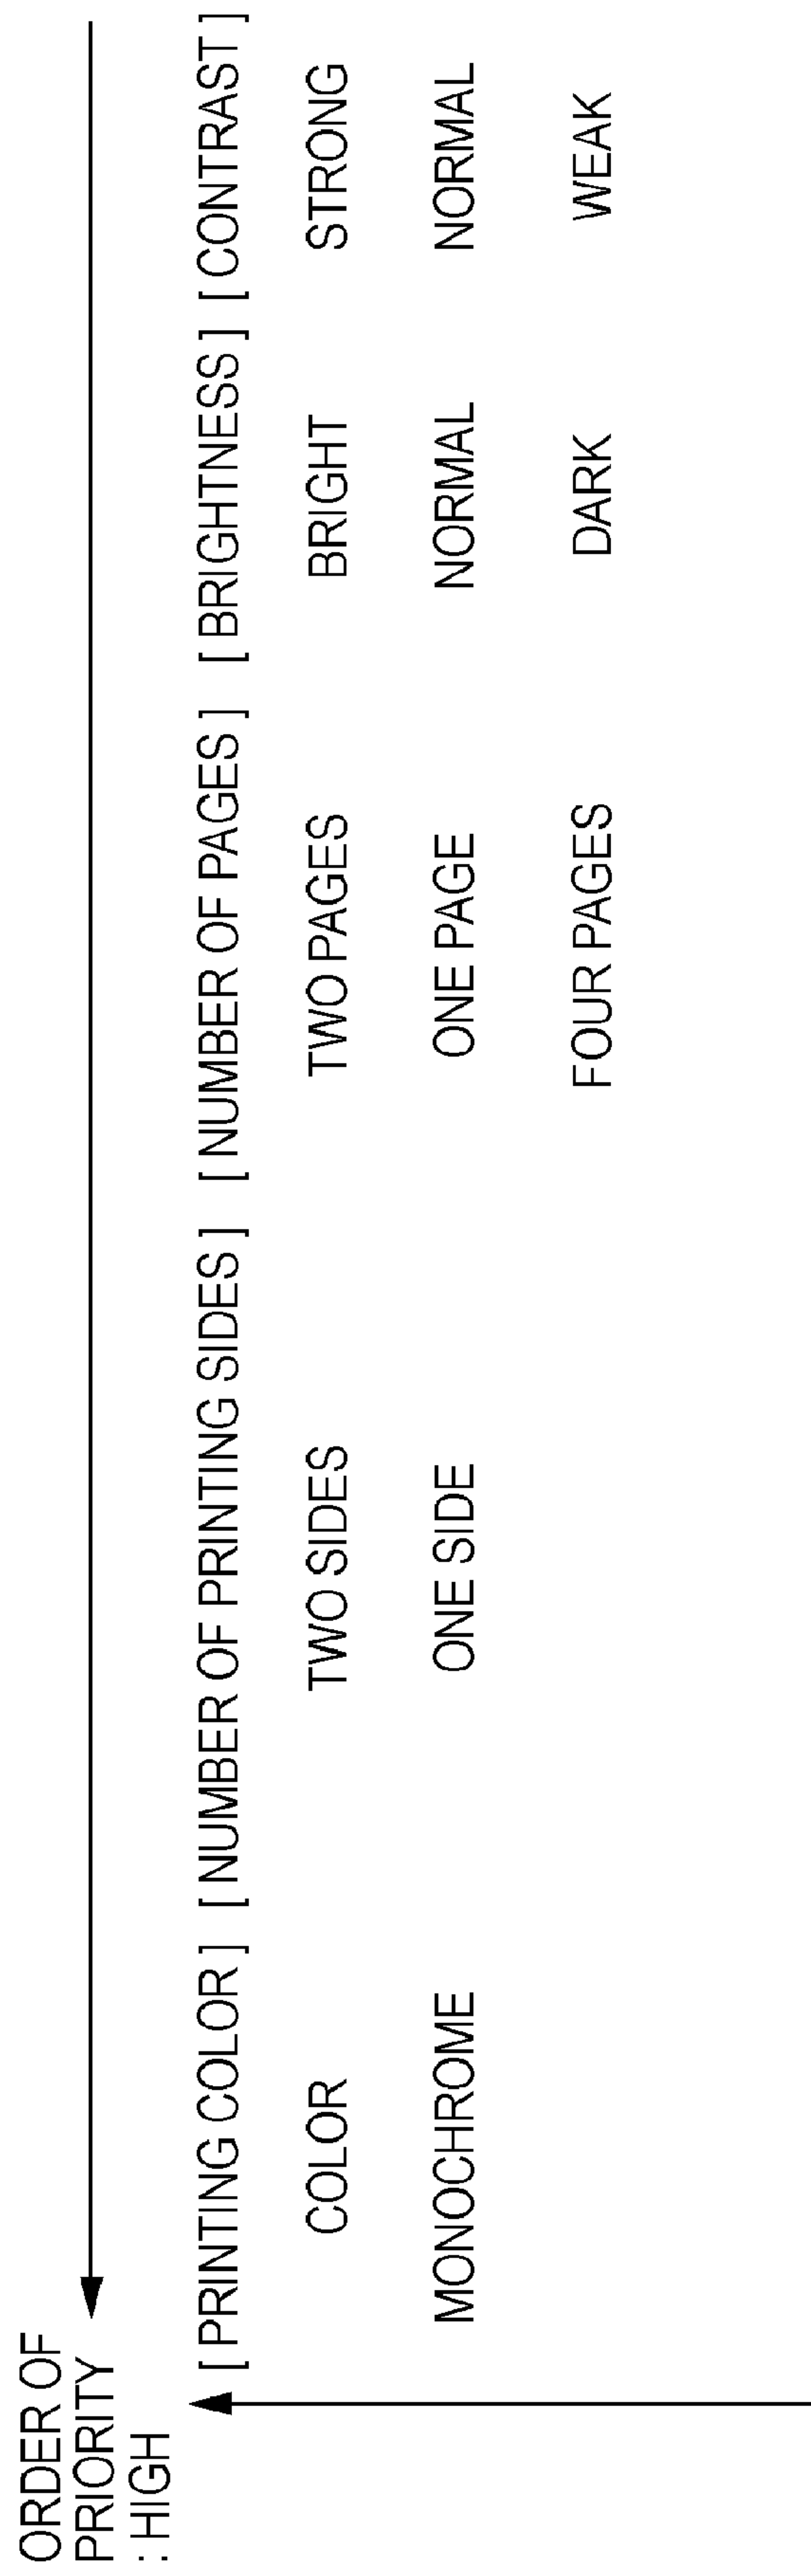 ORDER OF
PRIORITY
: HIGH
[ PRINTING COLOR ] [ NUMBER OF PRINTING SIDES ] [ NUMBER OF PAGES ] [ BRIGHTNESS ] [ CONTRAST ]
COLOR TWO SIDES TWO PAGES BRIGHT STRONG
MONOCHROME ONE SIDE ONE PAGE NORMAL NORMAL
FOUR PAGES DARK WEAK